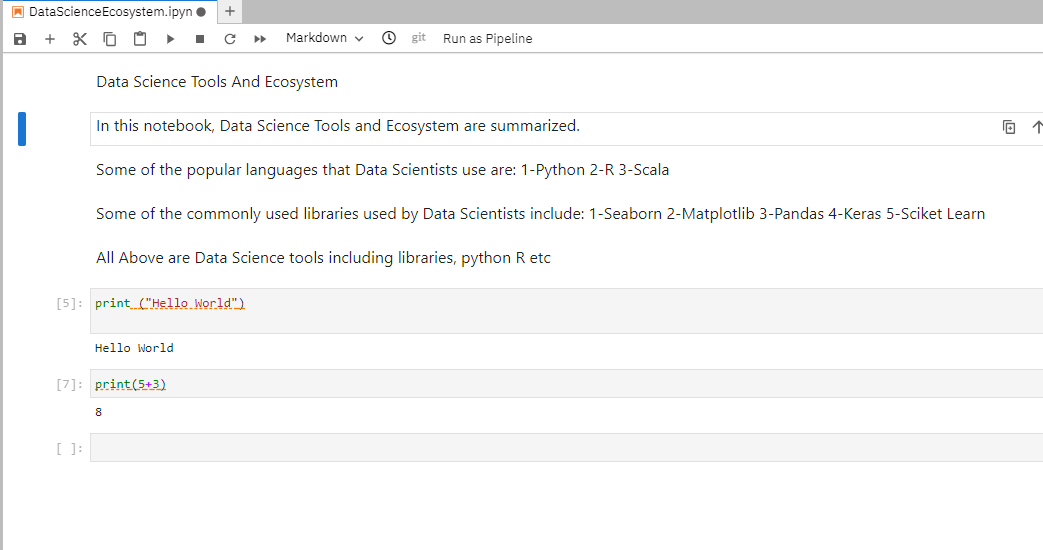 DataScienceEcosystem.ipyn
Markdown git Run as Pipeline
Data Science Tools And Ecosystem
In this notebook, Data Science Tools and Ecosystem are summarized.
Some of the popular languages that Data Scientists use are: 1-Python 2-R 3-Scala
Some of the commonly used libraries used by Data Scientists include: 1-Seaborn 2-Matplotlib 3-Pandas 4-Keras 5-Sciket Learn
All Above are Data Science tools including libraries, python R etc
[5]: print ("Hello World")
Hello World
[7]: print(5+3)
8
[ ]: